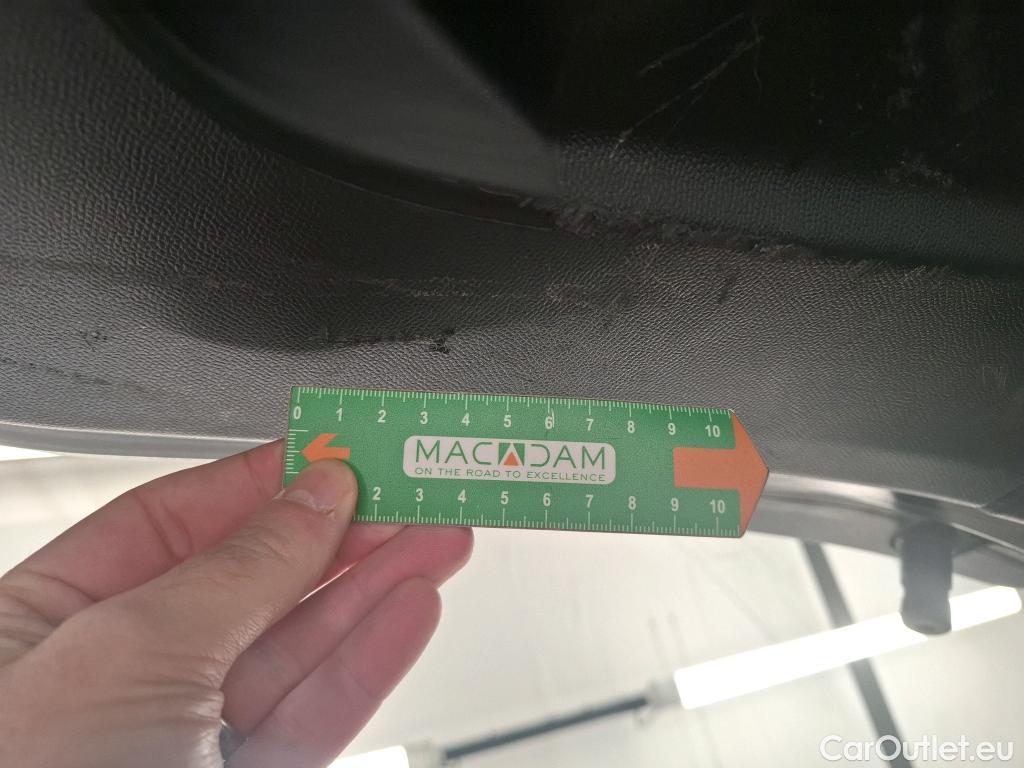 0 1 2 3 4 5 6 7 8 9 10
MACADAM
ON THE ROAD TO EXCELLENCE
2 3 4 5 6 7 8 9 10
CarOutlet.eu